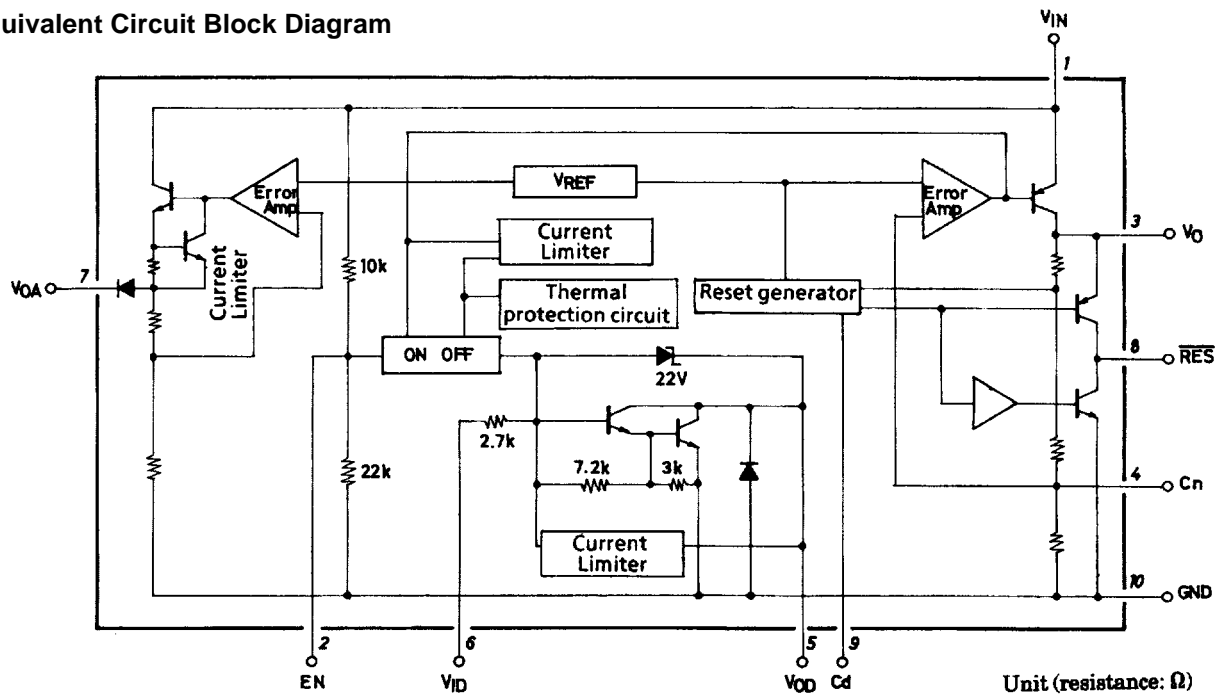 uivalent Circuit Block Diagram
VIN
1
Error
Amp
VREF
Error
Amp
3
VO
Current
Limiter
10k
7
VOA
Current
Limiter
Thermal
protection circuit
Reset generator
ON OFF
8
RES
22V
2.7k
22k
7.2k
3k
4
Cn
Current
Limiter
10
GND
2
6
5
9
EN
VID
VOD
Cd
Unit (resistance: Ω)